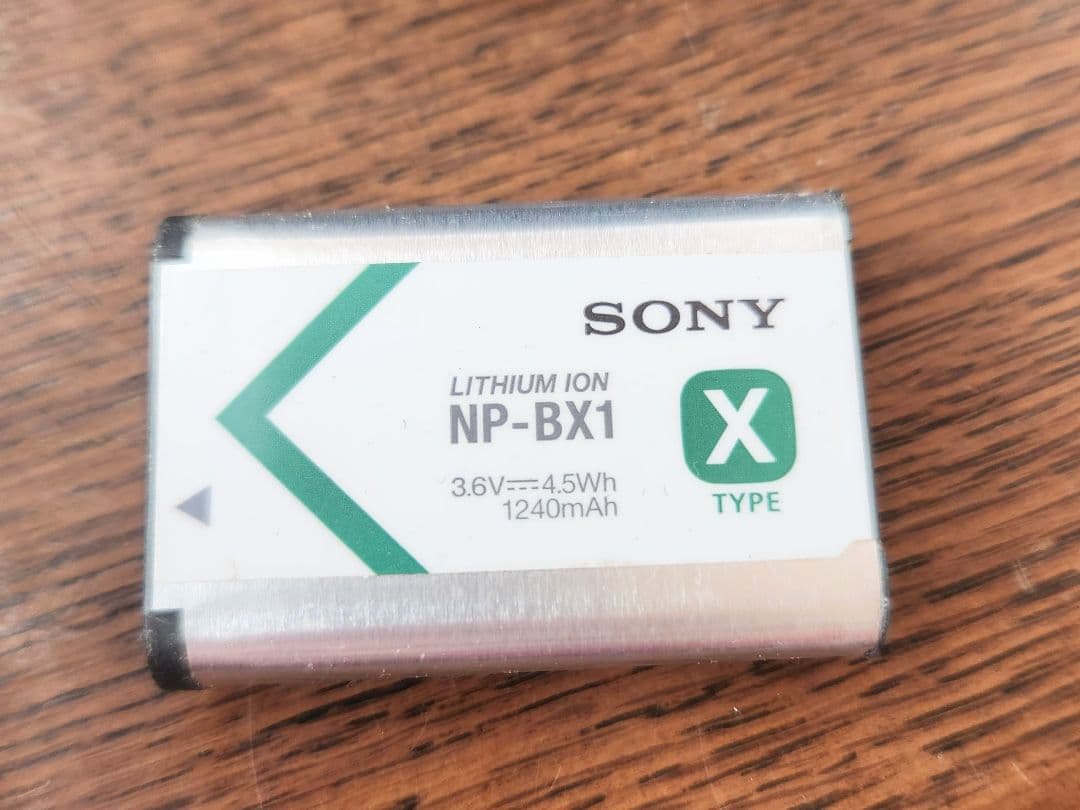 SONY
LITHIUM ION
NP-BX1
X
3.6V⎓4.5Wh
1240mAh
TYPE